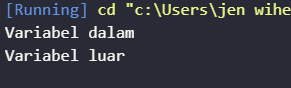 [Running] cd "c:\Users\jen wihe
Variabel dalam
Variabel luar